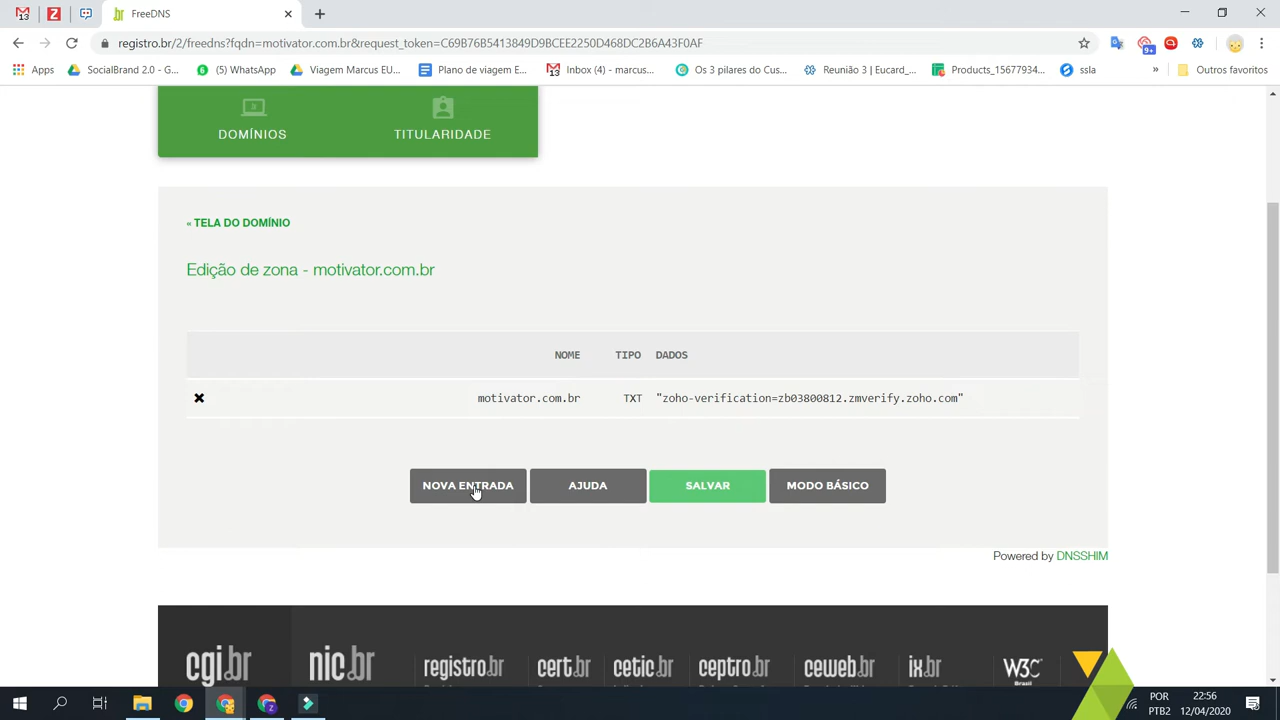 FreeDNS
registro.br/2/freedns?fqdn=motivator.com.br&request_token=C69B76B5413849D9BCEE2250D468DC2B6A43F0AF
Apps SocialBrand 2.0 - G... (5) WhatsApp Viagem Marcus EU... Plano de viagem E... Inbox (4) - marcus... Os 3 pilares do Cus... Reunião 3 | Eucard_... Products_15677934... ssla » Outros favoritos
DOMÍNIOS TITULARIDADE
« TELA DO DOMÍNIO
Edição de zona - motivator.com.br
NOME TIPO DADOS
motivator.com.br TXT "zoho-verification=zb03800812.zmverify.zoho.com"
NOVA ENTRADA AJUDA SALVAR MODO BÁSICO
Powered by DNSSHIM
cgi.br nic.br registro.br cert.br cetic.br ceptro.br ceweb.br ix.br W3C
Brasil
POR 22:56
PTB2 12/04/2020